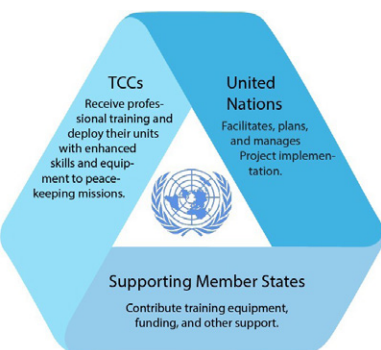 TCCs
Receive profes-
sional training and
deploy their units
with enhanced
skills and equip-
ment to peace-
keeping missions.
United
Nations
Facilitates, plans,
and manages
Project implemen-
tation.
Supporting Member States
Contribute training equipment,
funding, and other support.